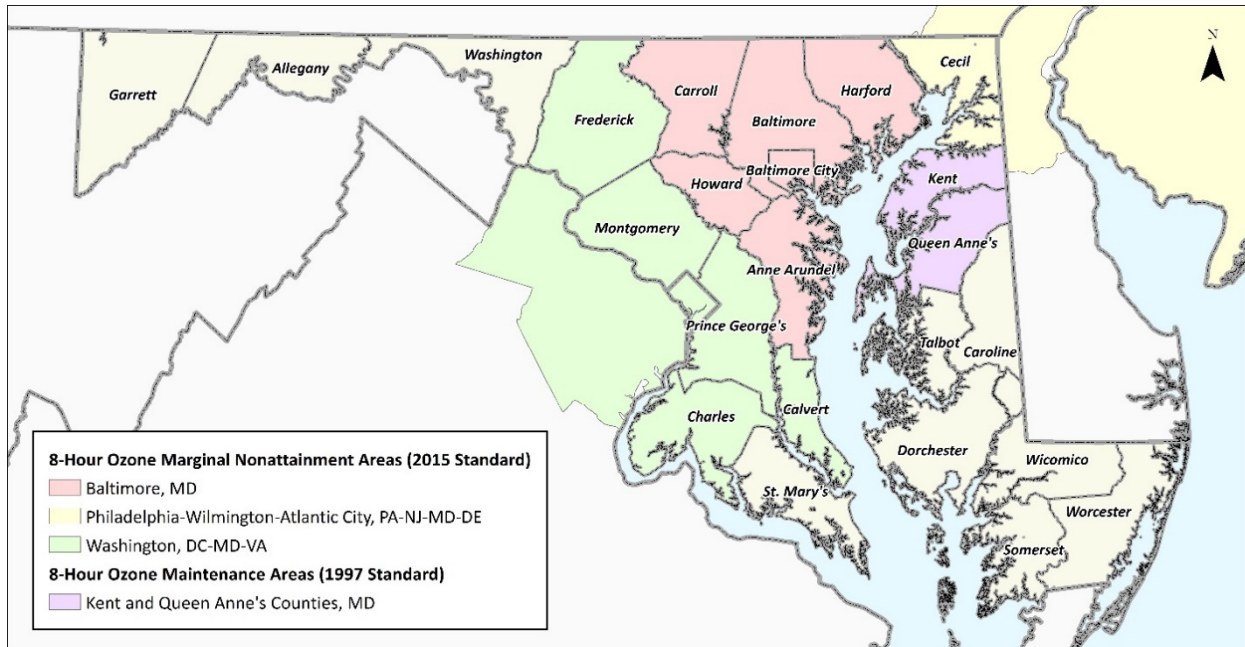 N
Washington
Cecil
Allegany
Garrett
Carroll
Harford
Frederick
Baltimore
Baltimore City
Kent
Howard
Montgomery
Queen Anne's
Anne Arundel
Prince George's
Talbot
Caroline
Charles
Calvert
Dorchester
Wicomico
St. Mary's
Worcester
Somerset
8-Hour Ozone Marginal Nonattainment Areas (2015 Standard)
Baltimore, MD
Philadelphia-Wilmington-Atlantic City, PA-NJ-MD-DE
Washington, DC-MD-VA
8-Hour Ozone Maintenance Areas (1997 Standard)
Kent and Queen Anne's Counties, MD